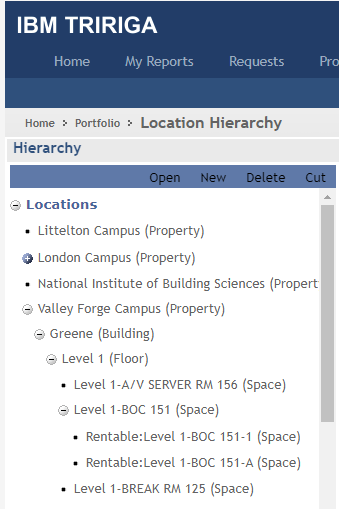 IBM TRIRIGA
Home My Reports Requests Pro
Home Portfolio Location Hierarchy
Hierarchy
Open New Delete Cut
Locations
Littelton Campus (Property)
London Campus (Property)
National Institute of Building Sciences (Propert
Valley Forge Campus (Property)
Greene (Building)
Level 1 (Floor)
Level 1-A/V SERVER RM 156 (Space)
Level 1-BOC 151 (Space)
Rentable:Level 1-BOC 151-1 (Space)
Rentable:Level 1-BOC 151-A (Space)
Level 1-BREAK RM 125 (Space)